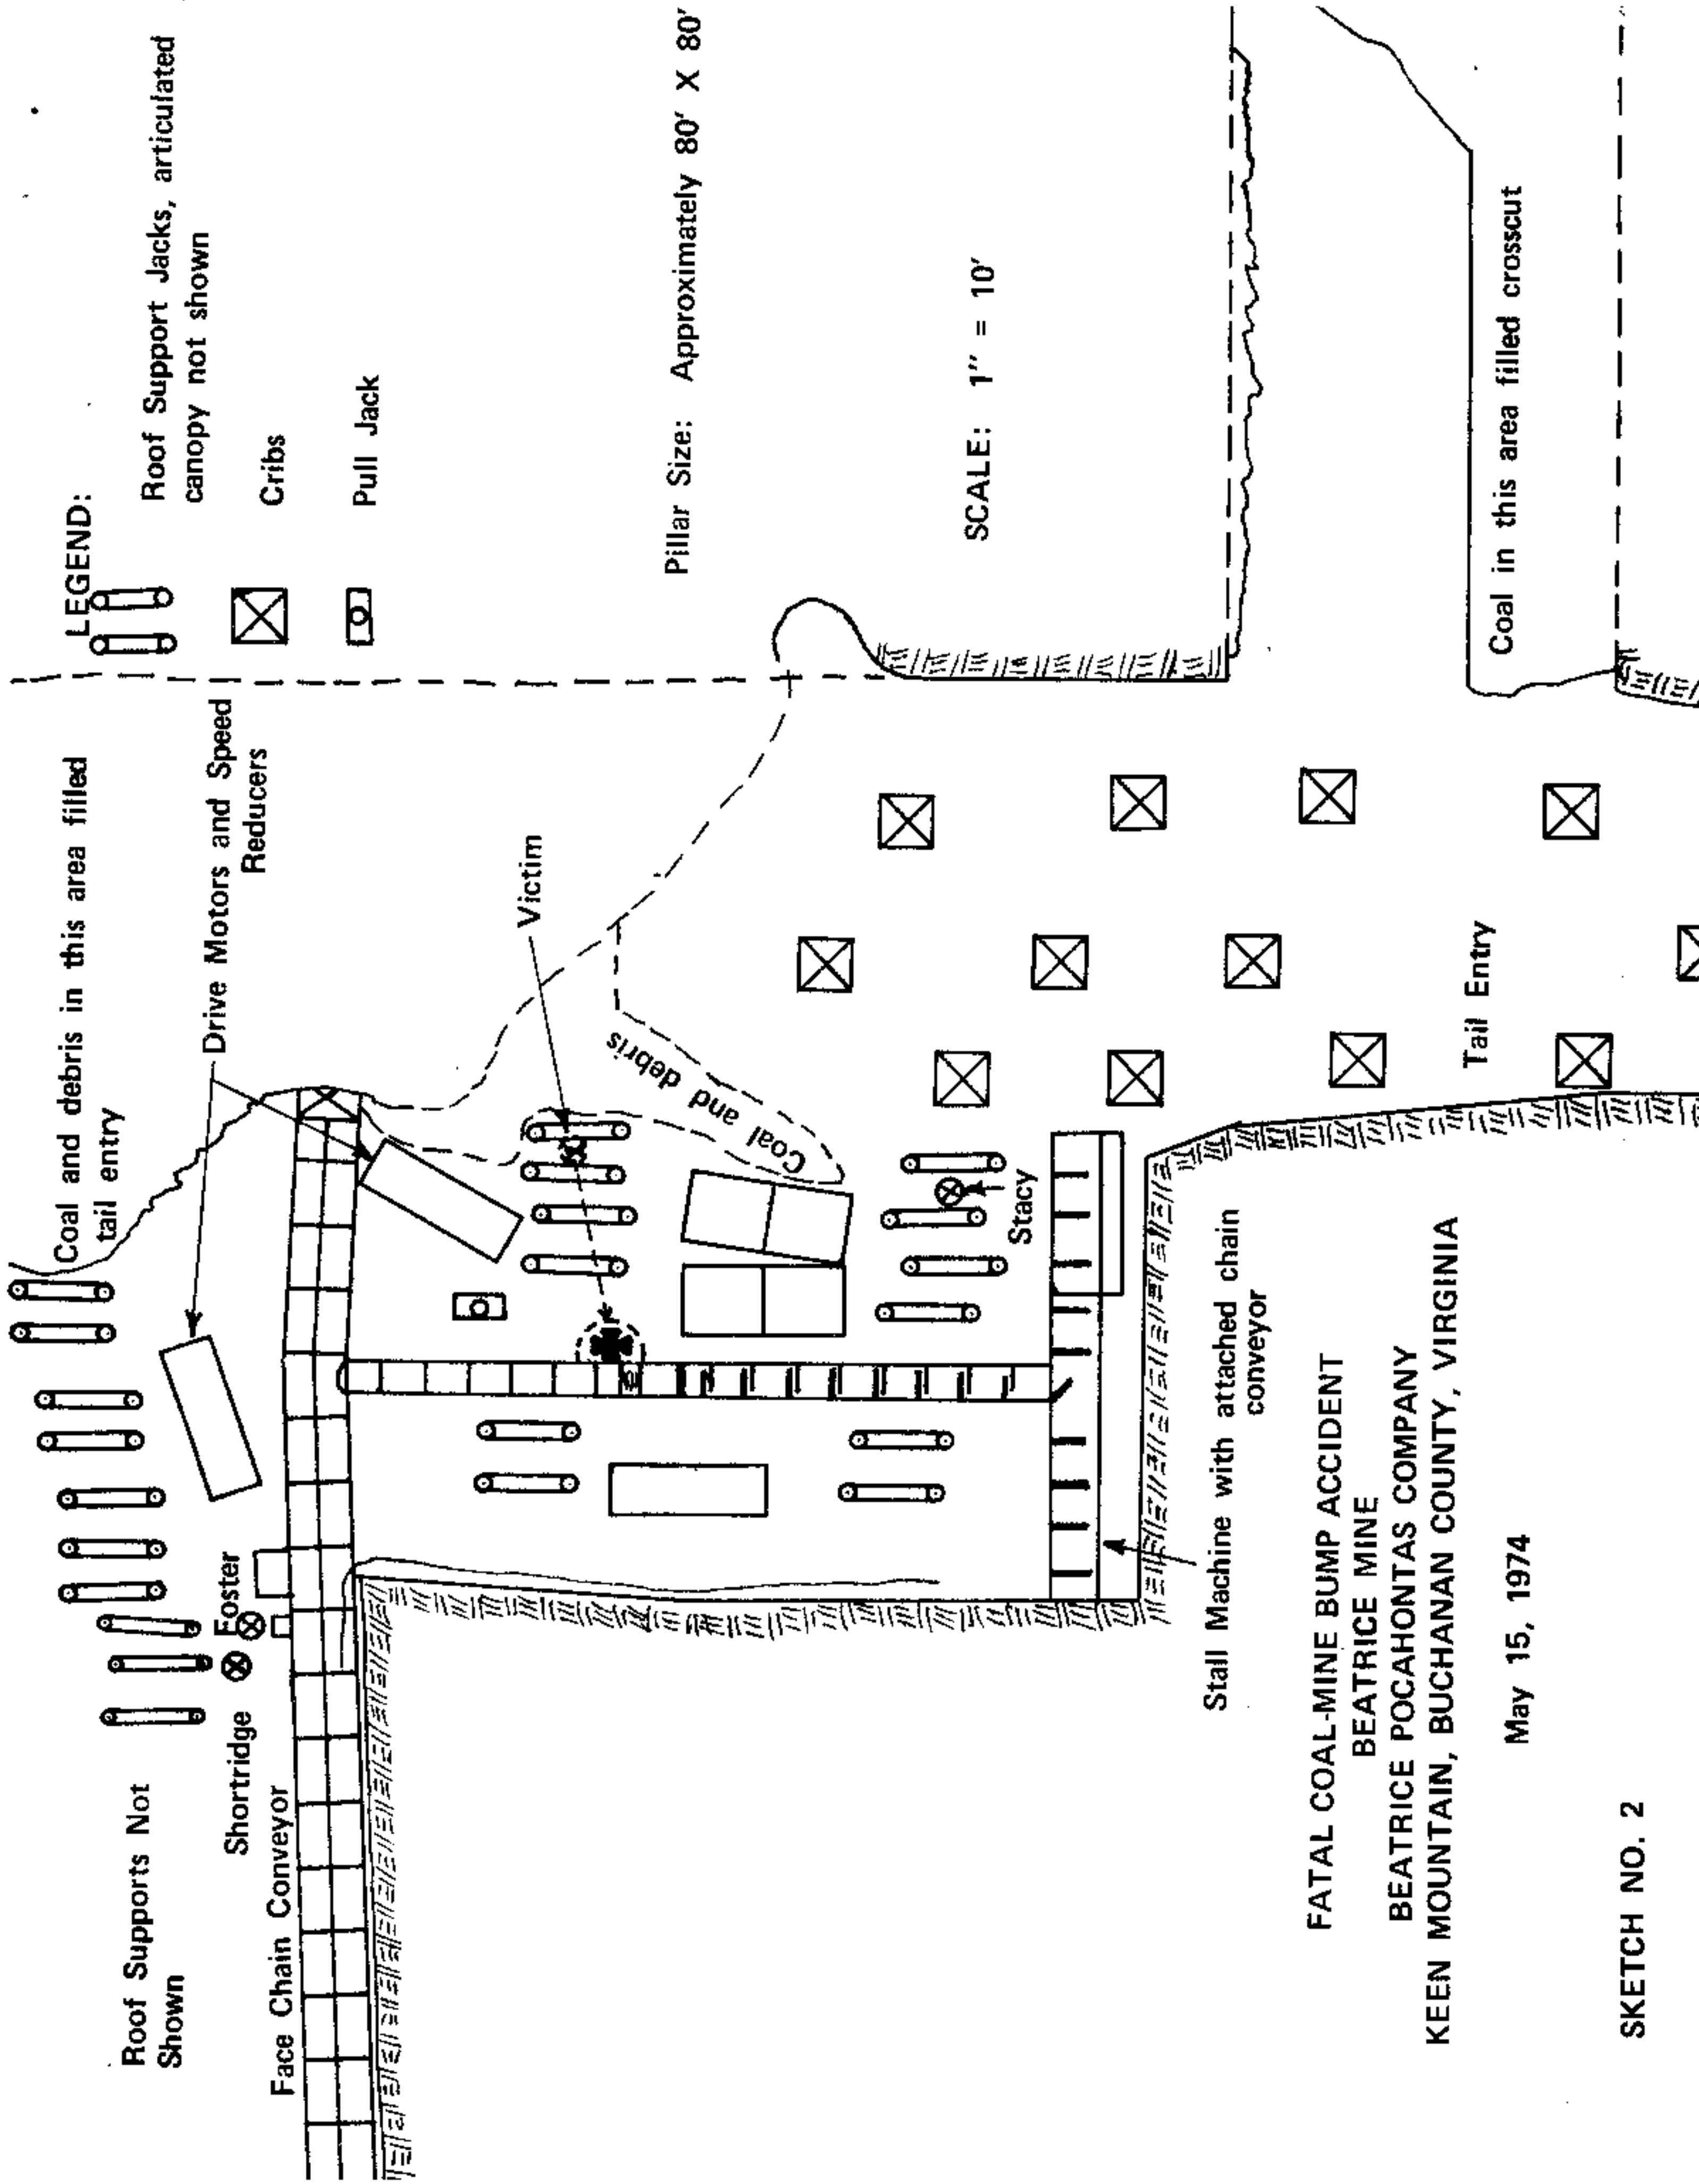 Roof Supports Not
Shown
Shortridge
Foster
Face Chain Conveyor
Coal and debris in this area filled
tail entry
Drive Motors and Speed
Reducers
Victim
Coal and debris
Stacy
Stall Machine with attached chain
conveyor
Tail Entry
LEGEND:
Roof Support Jacks, articulated
canopy not shown
Cribs
Pull Jack
Pillar Size: Approximately 80' X 80'
SCALE: 1'' = 10'
Coal in this area filled crosscut
FATAL COAL-MINE BUMP ACCIDENT
BEATRICE MINE
BEATRICE POCAHONTAS COMPANY
KEEN MOUNTAIN, BUCHANAN COUNTY, VIRGINIA
May 15, 1974
SKETCH NO. 2